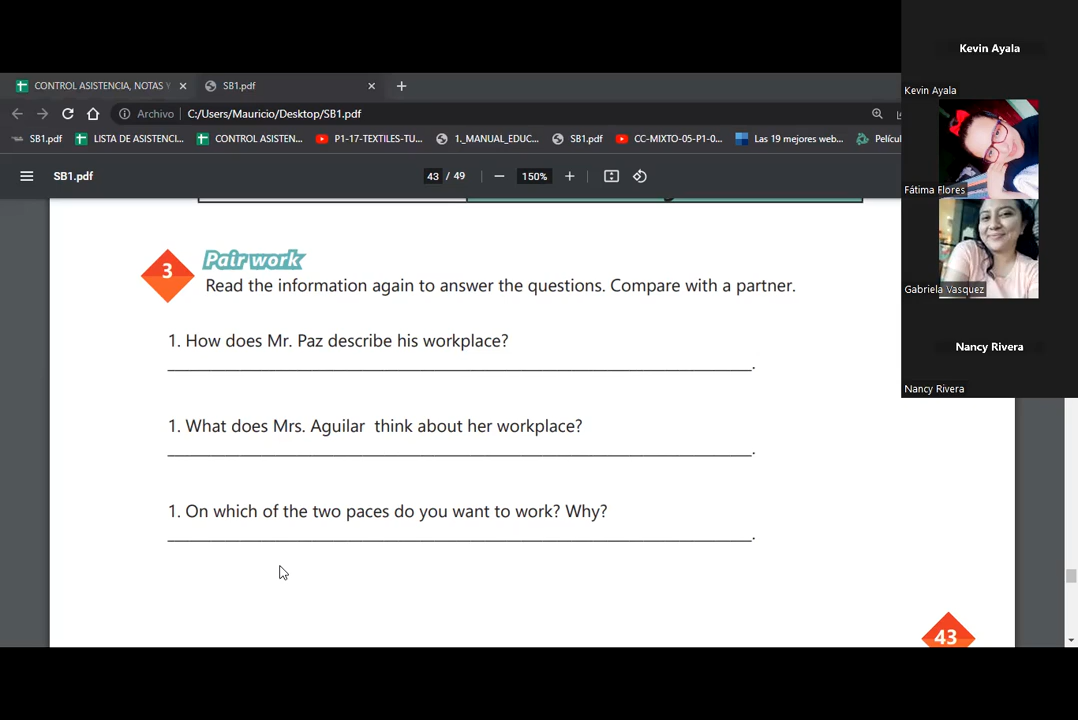 Kevin Ayala
CONTROL ASISTENCIA, NOTAS Y
SB1.pdf
Kevin Ayala
Archivo
C:/Users/Mauricio/Desktop/SB1.pdf
SB1.pdf
LISTA DE ASISTENCI...
CONTROL ASISTEN...
P1-17-TEXTILES-TU...
1._MANUAL_EDUC...
SB1.pdf
CC-MIXTO-05-P1-0...
Las 19 mejores web...
Películ
SB1.pdf
43 / 49
150%
Fátima Flores
3
Pair work
Read the information again to answer the questions. Compare with a partner.
Gabriela Vasquez
1. How does Mr. Paz describe his workplace?
Nancy Rivera
Nancy Rivera
1. What does Mrs. Aguilar think about her workplace?
1. On which of the two paces do you want to work? Why?
43